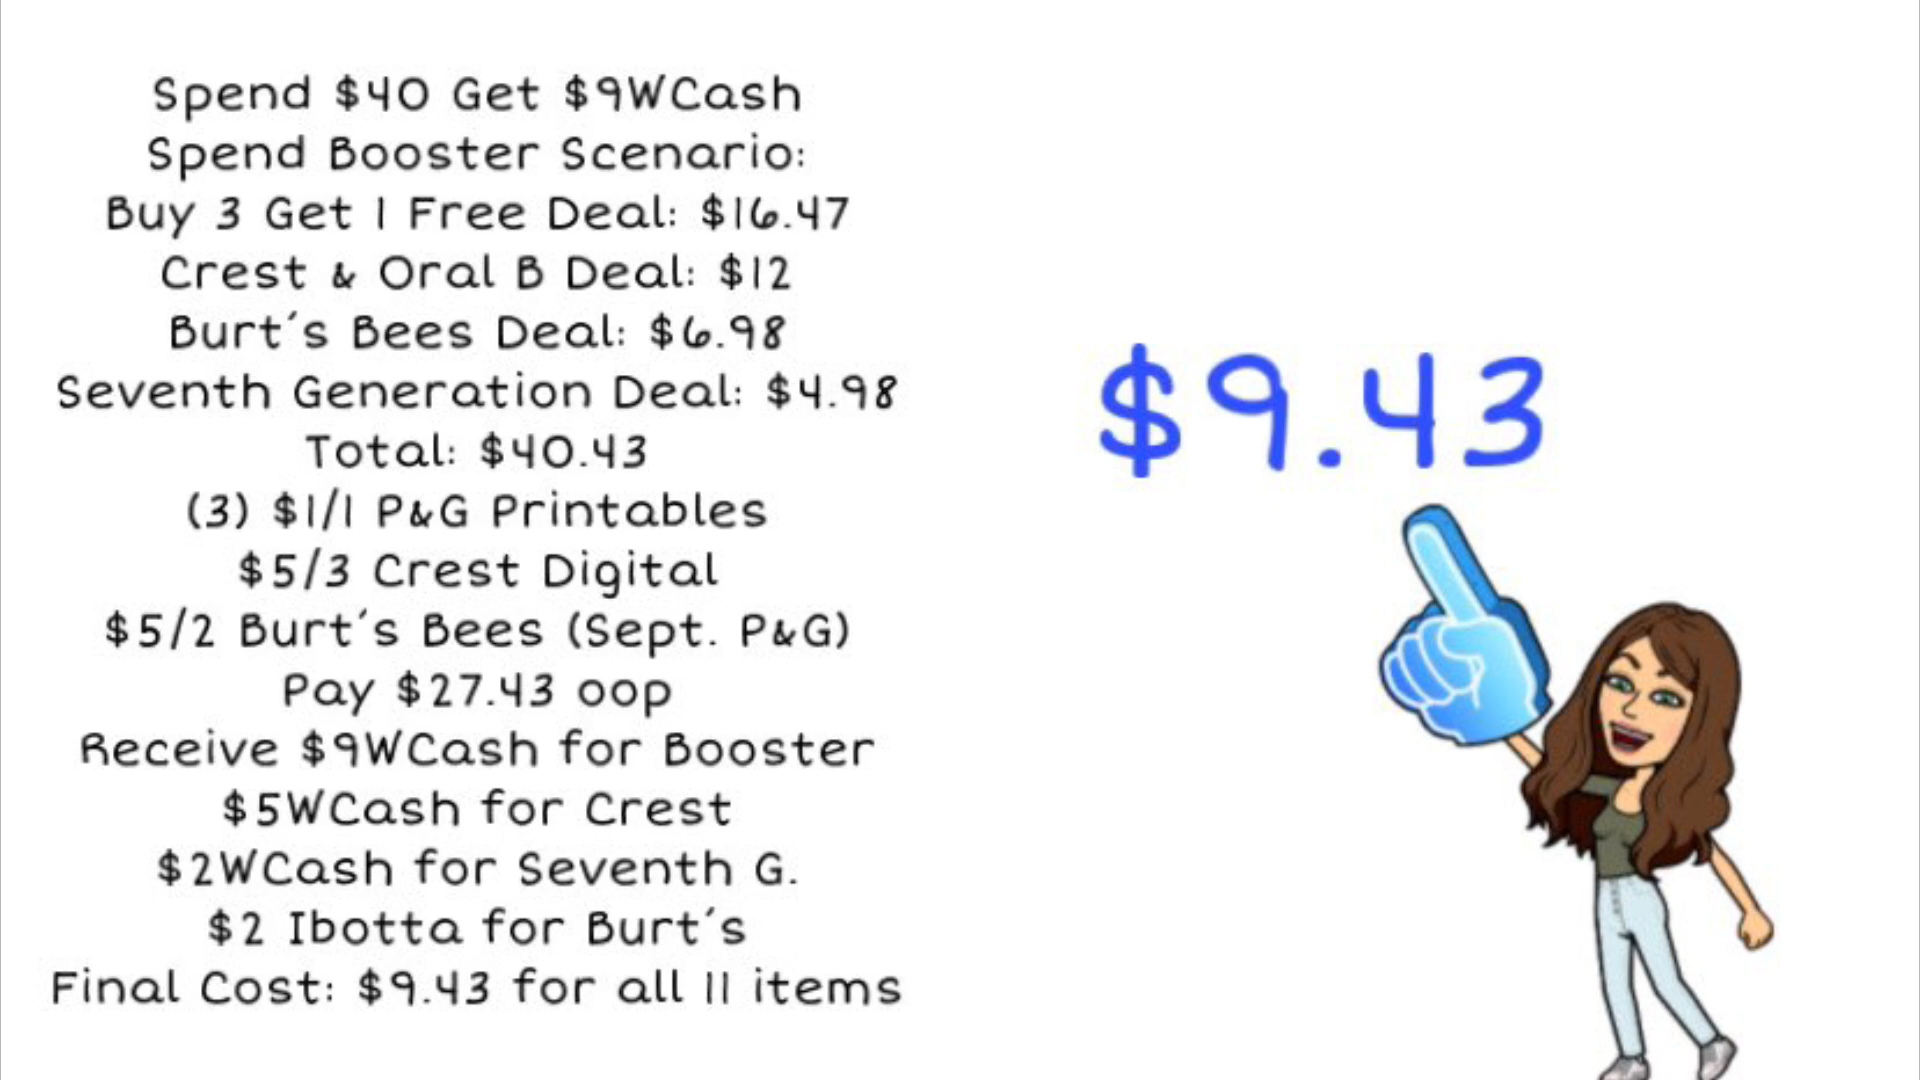 Spend $40 Get $9WCash
Spend Booster Scenario:
Buy 3 Get 1 Free Deal: $16.47
Crest & Oral B Deal: $12
Burt´s Bees Deal: $6.98
Seventh Generation Deal: $4.98
Total: $40.43
(3) $1/1 P&G Printables
$5/3 Crest Digital
$5/2 Burt´s Bees (Sept. P&G)
Pay $27.43 oop
Receive $9WCash for Booster
$5WCash for Crest
$2WCash for Seventh G.
$2 Ibotta for Burt´s
Final Cost: $9.43 for all 11 items
$9.43